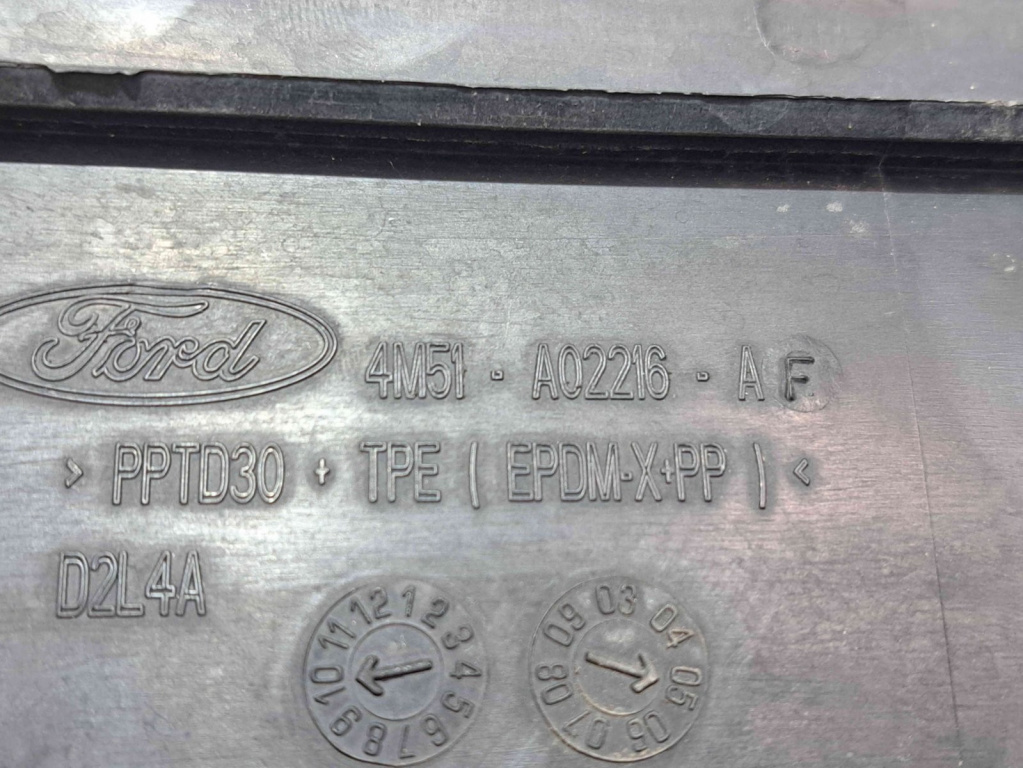 Ford
4M51 - A02216 - AF
> PPTD30 + TPE ( EPDM-X+PP ) <
D2L4A
1 2 3 4 5 6 7 8 9 10 11 12
03 04 05 06 07 08 09